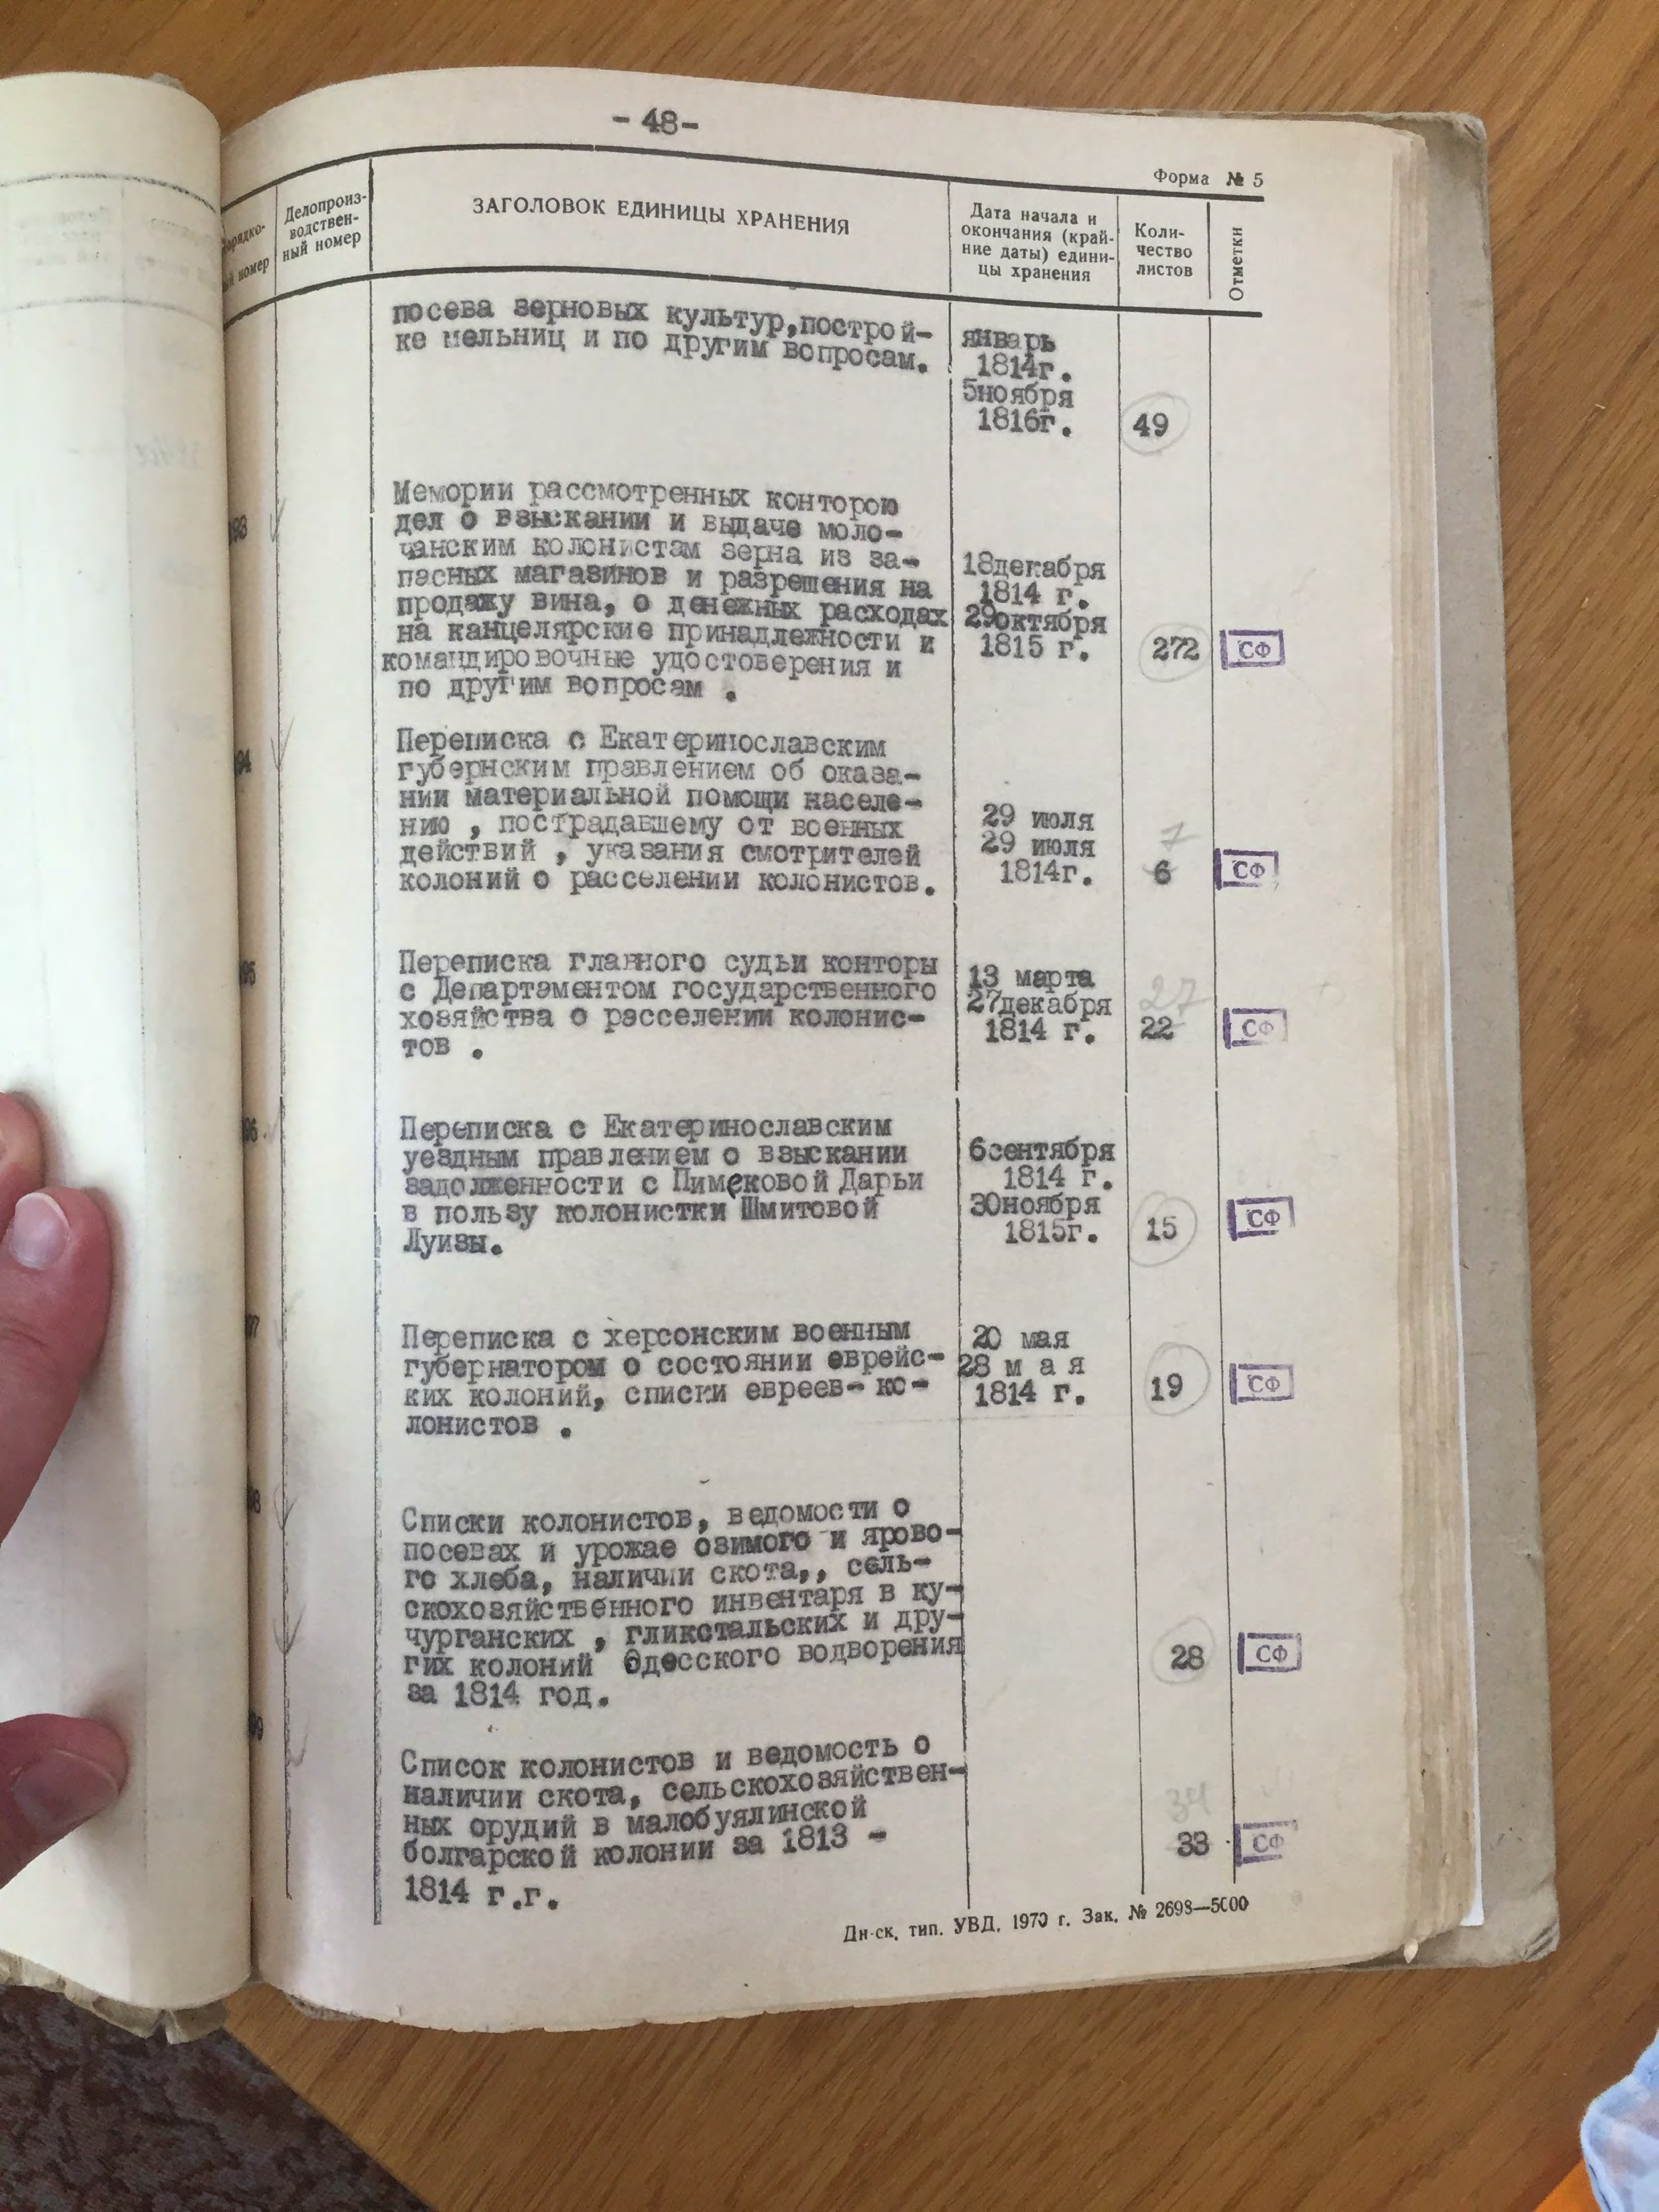 - 48-
Форма № 5
Делопроиз-
водствен-
ный номер
ЗАГОЛОВОК ЕДИНИЦЫ ХРАНЕНИЯ
Дата начала и
окончания (край-
ние даты) едини-
цы хранения
Коли-
чество
листов
Отметки
посева зерновых культур,построй-
ке мельниц и по другим вопросам.
январь
1814г.
5ноября
1816г.
49
Мемории рассмотренных конторою
дел о взыскании и выдаче моло-
чанским колонистам зерна из за-
пасных магазинов и разрешения на
продажу вина, о денежных расходах
на канцелярские принадлежности и
командировочные удостоверения и
по другим вопросам .
18декабря
1814 г.
29октября
1815 г.
272
СФ
Переписка с Екатеринославским
губернским правлением об оказа-
нии материальной помощи населе-
нию , пострадавшему от военных
действий , указания смотрителей
колоний о расселении колонистов.
29 июля
29 июля
1814г.
7
6
СФ
Переписка главного судьи конторы
с Департаментом государственного
хозяйства о расселении колонис-
тов .
13 марта
27декабря
1814 г.
27
22
СФ
Переписка с Екатеринославским
уездным правлением о взыскании
задолженности с Пимековой Дарьи
в пользу колонистки Шмитовой
Луизы.
6сентября
1814 г.
30ноября
1815г.
15
СФ
Переписка с херсонским военным
губернатором о состоянии еврейс-
ких колоний, списки евреев- ко-
лонистов .
20 мая
28 м а я
1814 г.
19
СФ
Списки колонистов, ведомости о
посевах и урожае озимого и ярово-
го хлеба, наличии скота,, сель-
скохозяйственного инвентаря в ку-
чурганских , гликстальских и дру-
гих колоний Одесского водворения
за 1814 год.
28
СФ
Список колонистов и ведомость о
наличии скота, сельскохозяйствен-
ных орудий в малобуялинской
болгарской колонии за 1813 -
1814 г.г.
34
33
СФ
Дн-ск. тип. УВД. 1970 г. Зак. № 2698—5000